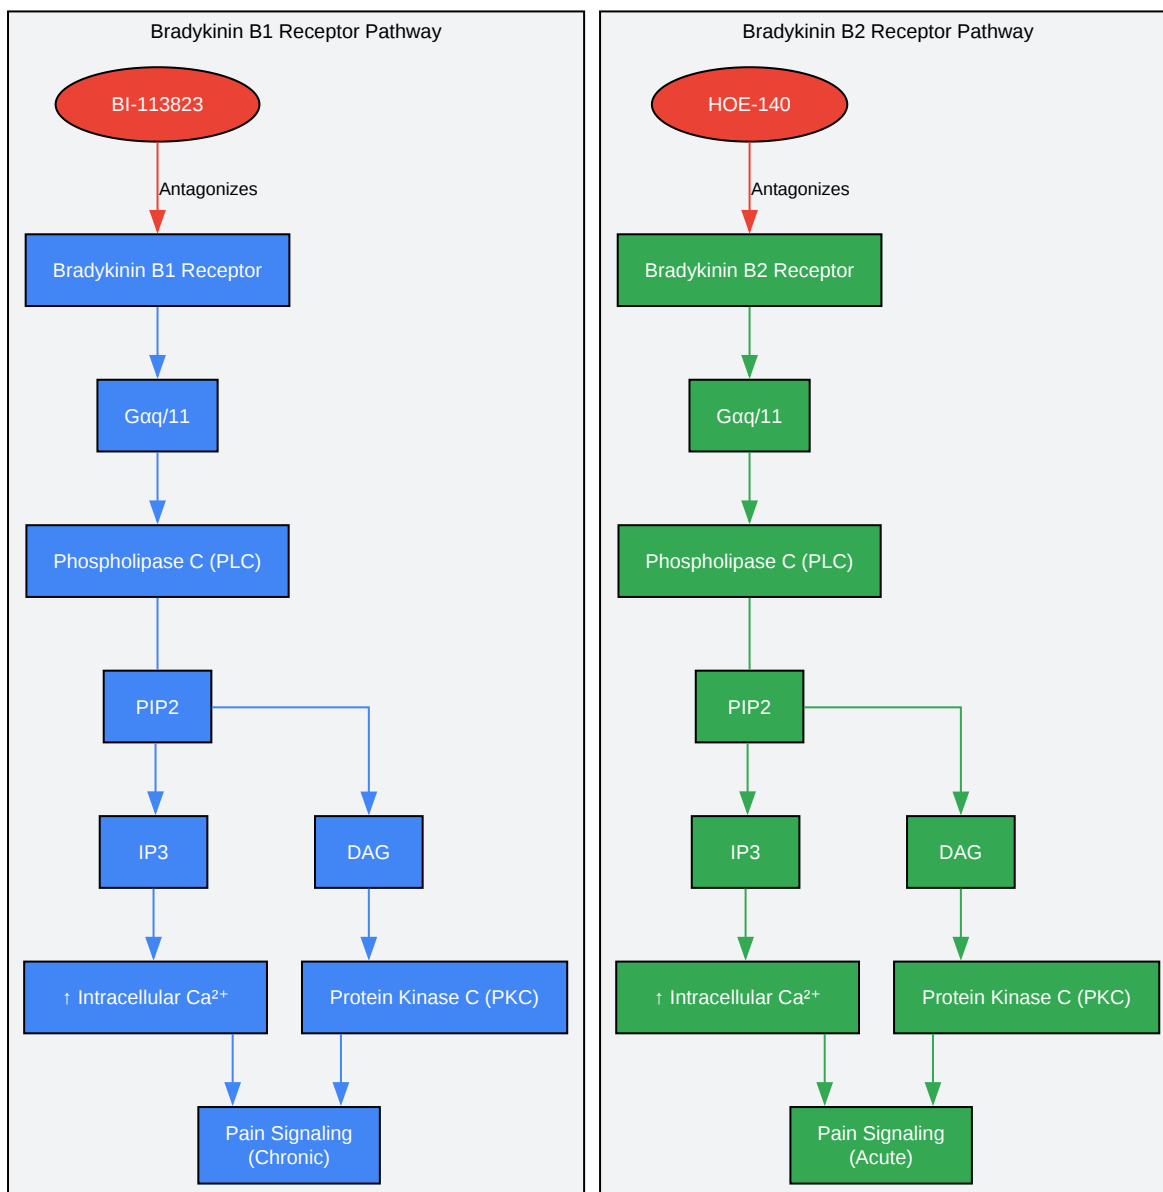 Bradykinin B1 Receptor Pathway
BI-113823
Antagonizes
Bradykinin B1 Receptor
Gαq/11
Phospholipase C (PLC)
PIP2
IP3
DAG
↑ Intracellular Ca²⁺
Protein Kinase C (PKC)
Pain Signaling
(Chronic)
Bradykinin B2 Receptor Pathway
HOE-140
Antagonizes
Bradykinin B2 Receptor
Gαq/11
Phospholipase C (PLC)
PIP2
IP3
DAG
↑ Intracellular Ca²⁺
Protein Kinase C (PKC)
Pain Signaling
(Acute)